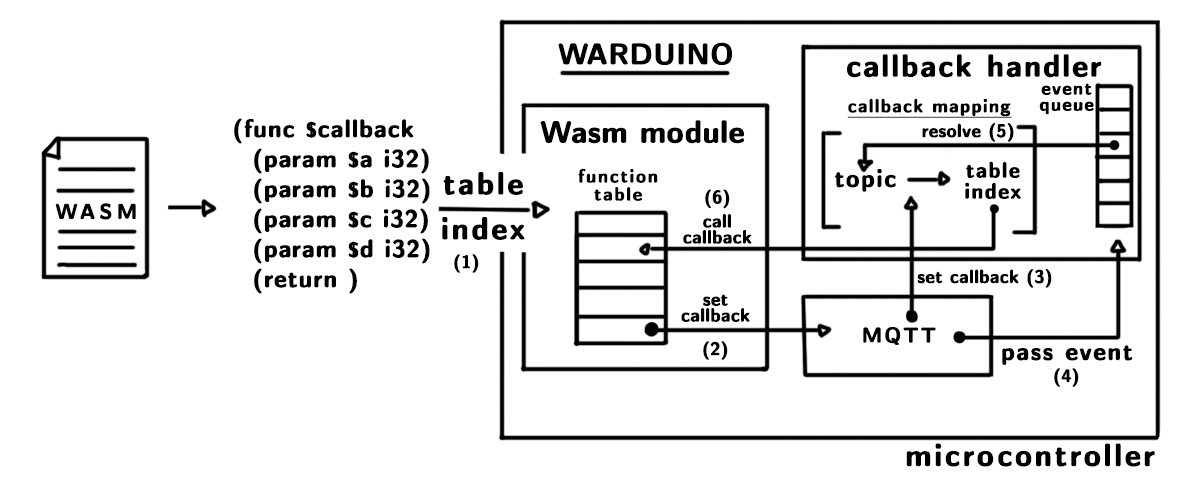 WASM
(func $callback
(param $a i32)
(param $b i32)
(param $c i32)
(param $d i32)
(return )
table
index
(1)
WARDUINO
Wasm module
function
table
(6)
call
callback
set
callback
(2)
callback handler
event
queue
callback mapping
resolve (5)
topic
table
index
set callback (3)
MQTT
pass event
(4)
microcontroller